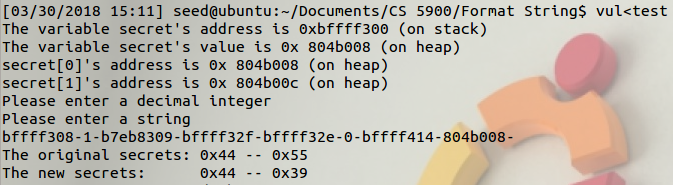 [03/30/2018 15:11] seed@ubuntu:~/Documents/CS 5900/Format String$ vul<test
The variable secret's address is 0xbffff300 (on stack)
The variable secret's value is 0x 804b008 (on heap)
secret[0]'s address is 0x 804b008 (on heap)
secret[1]'s address is 0x 804b00c (on heap)
Please enter a decimal integer
Please enter a string
bffff308-1-b7eb8309-bffff32f-bffff32e-0-bffff414-804b008-
The original secrets: 0x44 -- 0x55
The new secrets:      0x44 -- 0x39